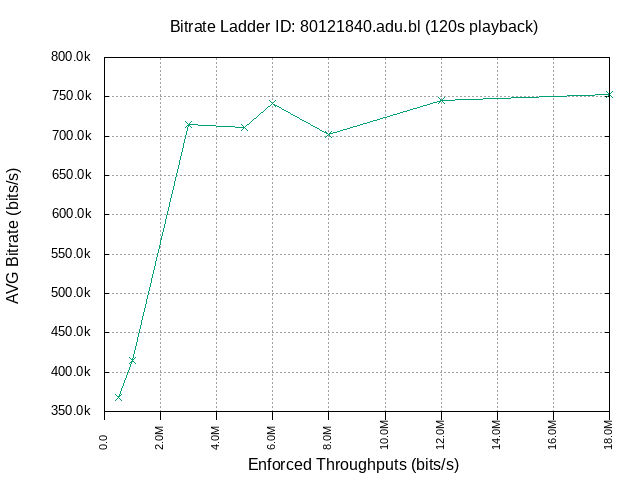 Bitrate Ladder ID: 80121840.adu.bl (120s playback)
AVG Bitrate (bits/s)
800.0k
750.0k
700.0k
650.0k
600.0k
550.0k
500.0k
450.0k
400.0k
350.0k
0.0 2.0M 4.0M 6.0M 8.0M 10.0M 12.0M 14.0M 16.0M 18.0M
Enforced Throughputs (bits/s)